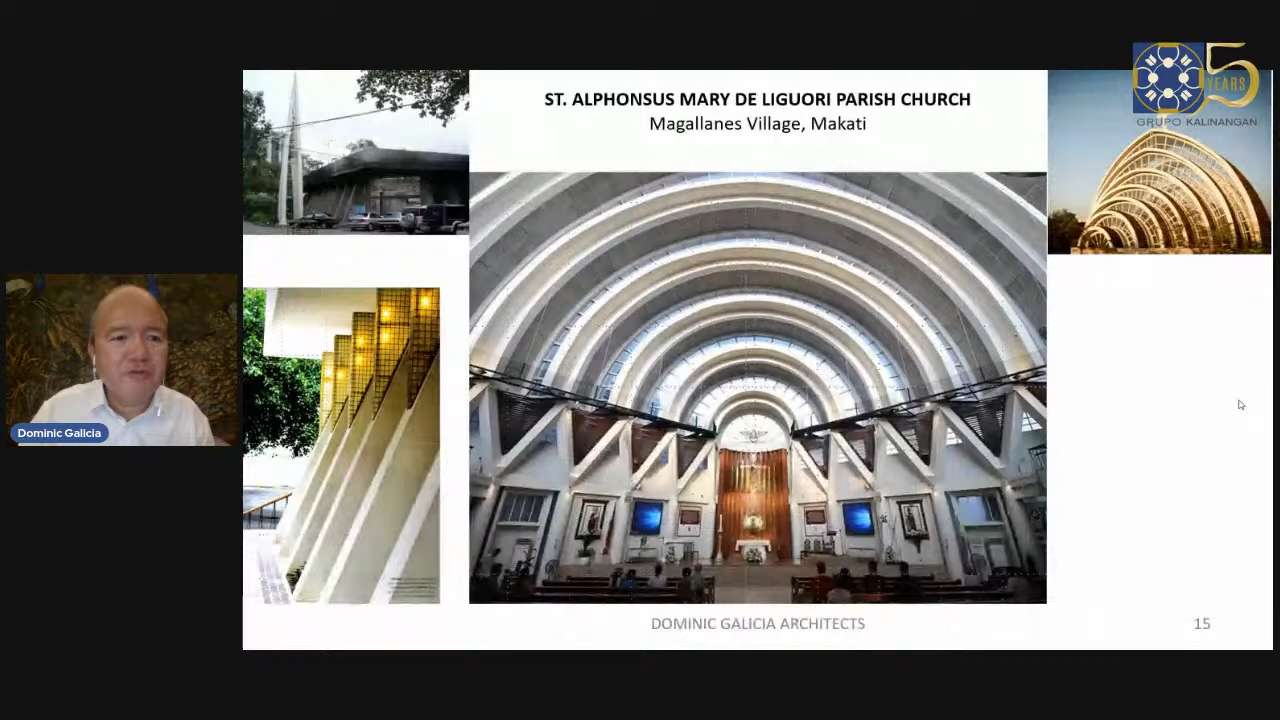 5
YEARS
GRUPO KALINANGAN
ST. ALPHONSUS MARY DE LIGUORI PARISH CHURCH
Magallanes Village, Makati
Dominic Galicia
DOMINIC GALICIA ARCHITECTS
15